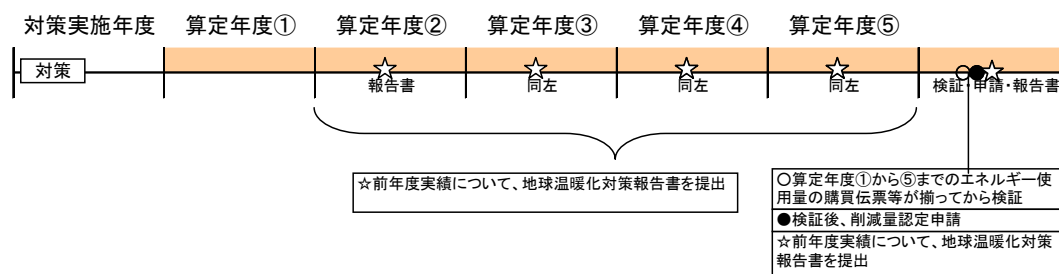 対策実施年度 算定年度① 算定年度② 算定年度③ 算定年度④ 算定年度⑤
対策
報告書 同左 同左 同左 検証・申請・報告書
☆前年度実績について、地球温暖化対策報告書を提出
○算定年度①から⑤までのエネルギー使
用量の購買伝票等が揃ってから検証
●検証後、削減量認定申請
☆前年度実績について、地球温暖化対策
報告書を提出